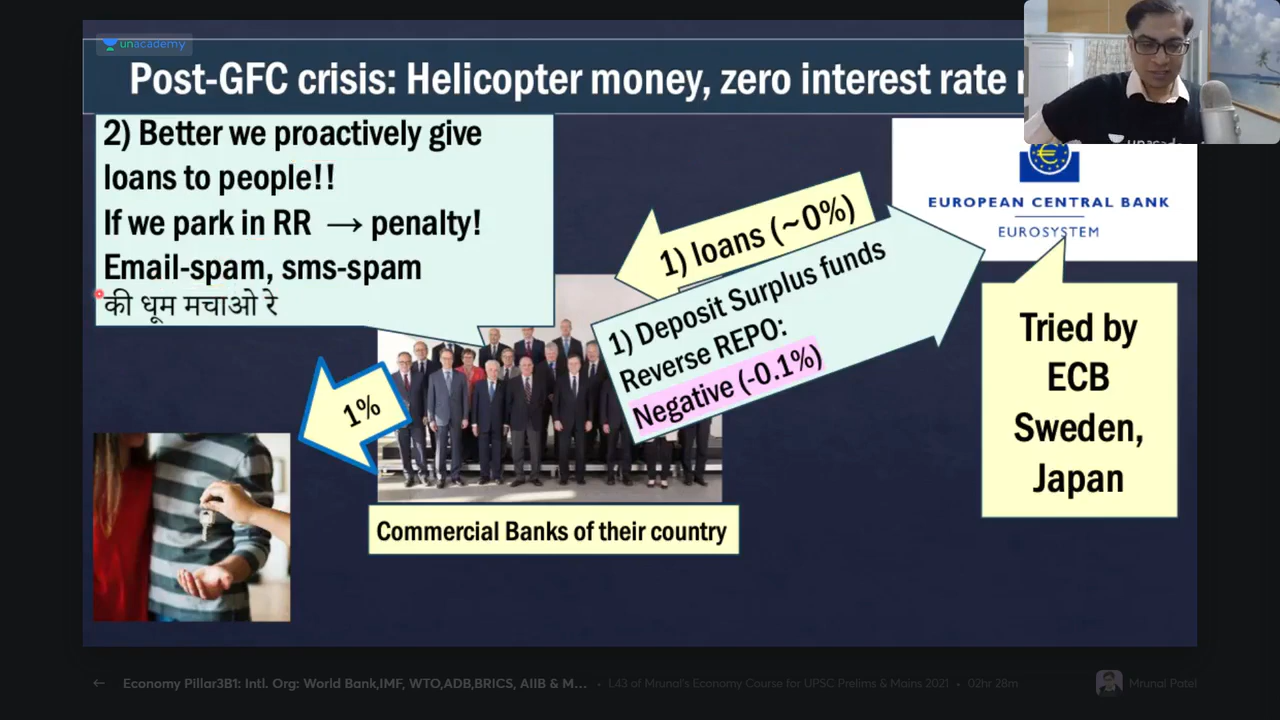 unacademy
Post-GFC crisis: Helicopter money, zero interest rate
2) Better we proactively give
loans to people!!
If we park in RR → penalty!
Email-spam, sms-spam
की धूम मचाओ रे
1) loans (~0%)
1) Deposit Surplus funds
Reverse REPO:
Negative (-0.1%)
EUROPEAN CENTRAL BANK
EUROSYSTEM
Tried by
ECB
Sweden,
Japan
1%
Commercial Banks of their country
← Economy Pillar3B1: Intl. Org: World Bank,IMF, WTO,ADB,BRICS, AIIB & M... • L43 of Mrunal's Economy Course for UPSC Prelims & Mains 2021 • 02hr 28m
Mrunal Patel